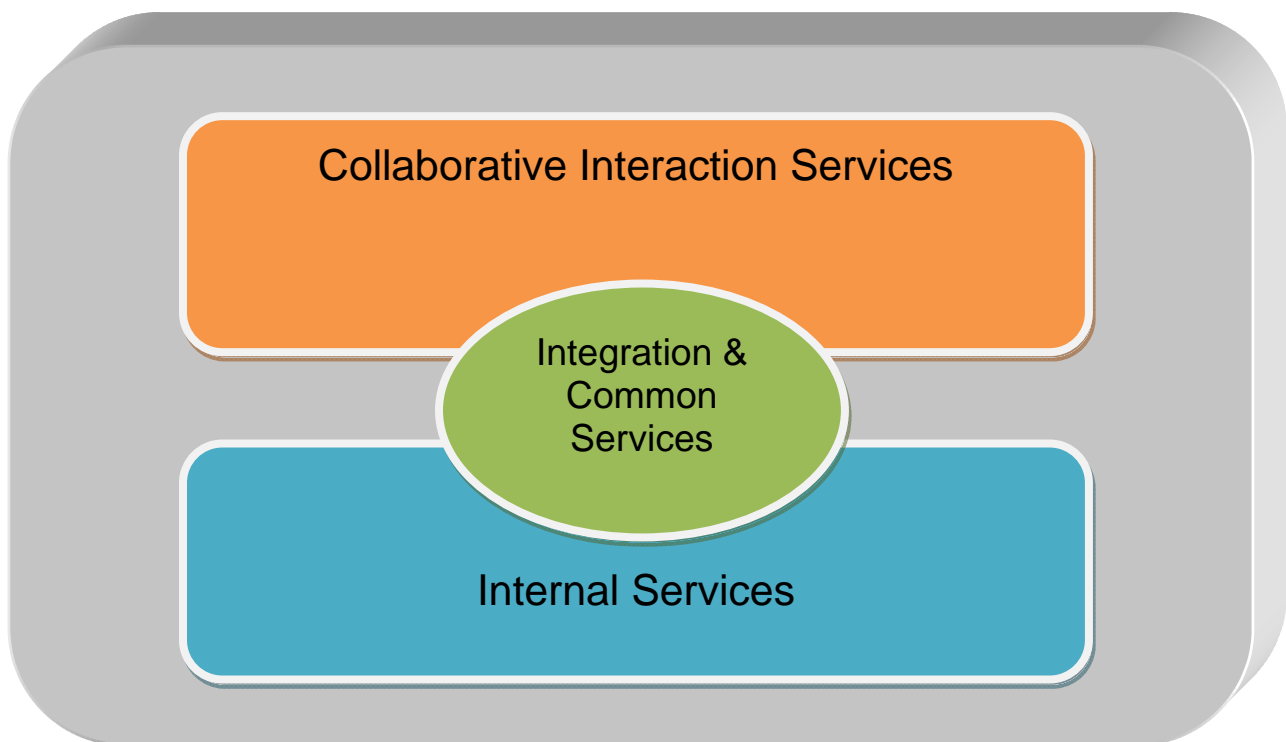 Collaborative Interaction Services
Integration &
Common
Services
Internal Services